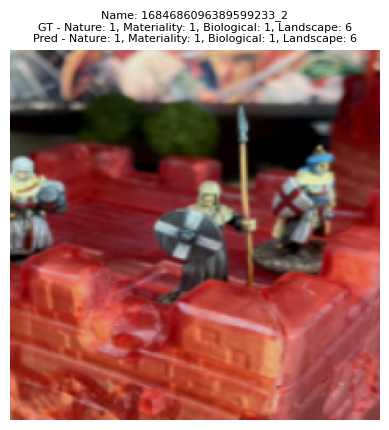 Name: 1684686096389599233_2
GT - Nature: 1, Materiality: 1, Biological: 1, Landscape: 6
Pred - Nature: 1, Materiality: 1, Biological: 1, Landscape: 6